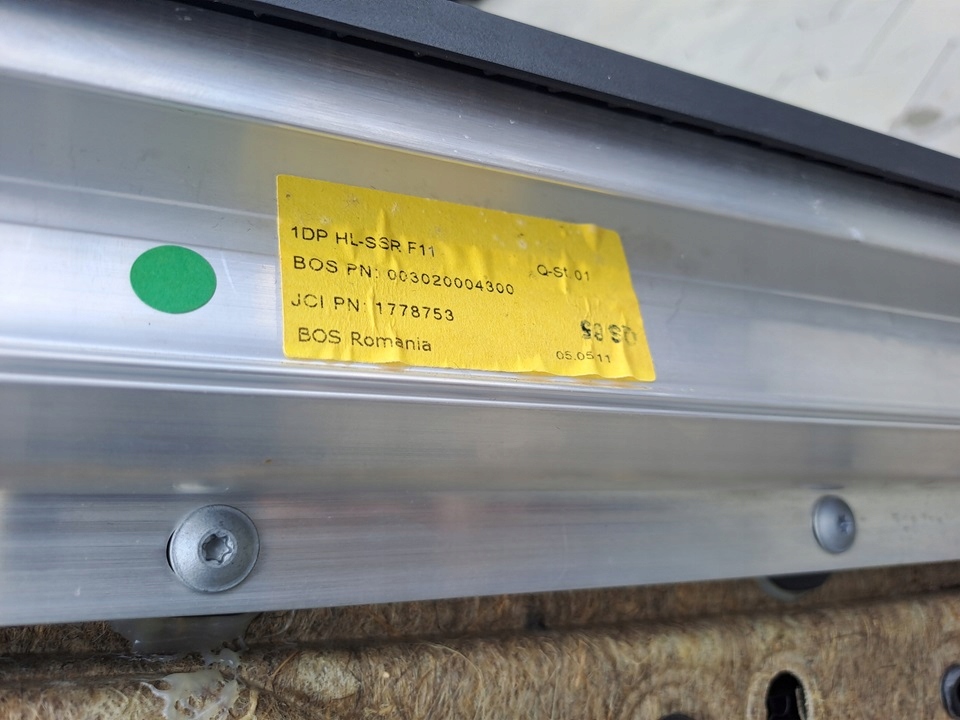 1DP HL-SSR F11
BOS PN: 003020004300 Q-St 01
JCI PN: 1778753
BOS Romania 05.05.11